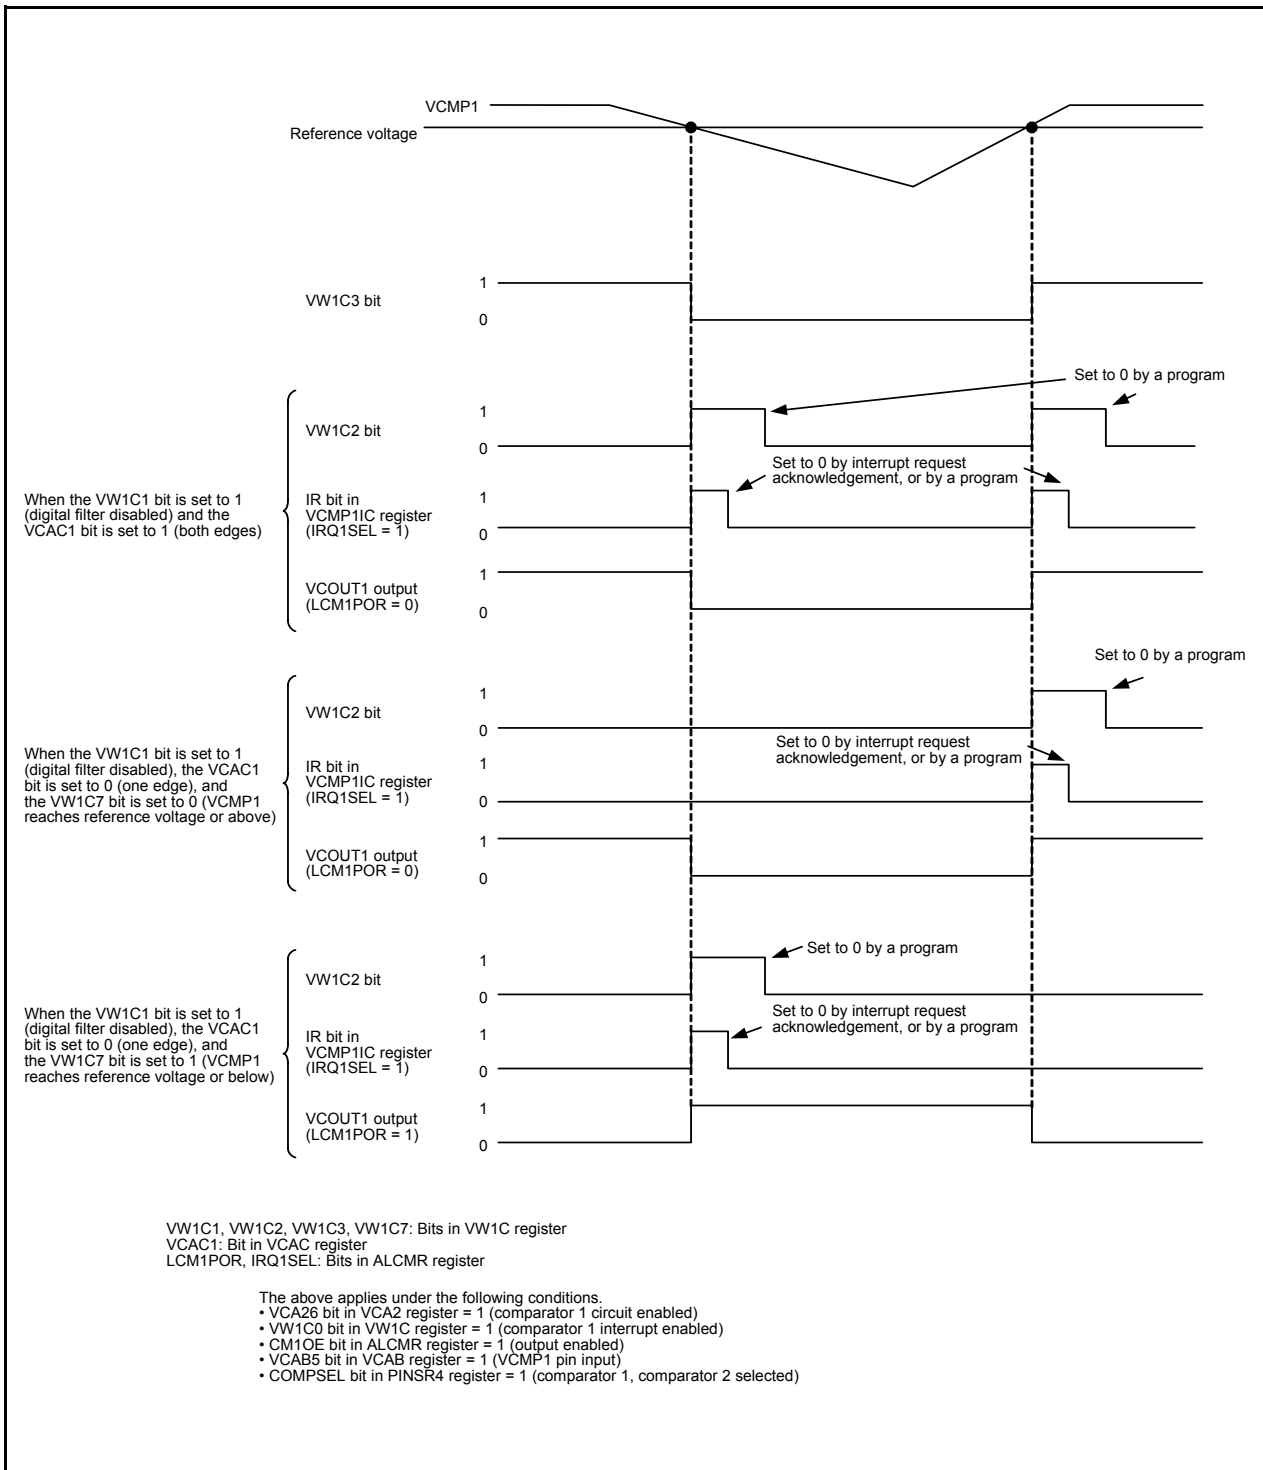 VCMP1
Reference voltage
VW1C3 bit
1
0
Set to 0 by a program
When the VW1C1 bit is set to 1
(digital filter disabled) and the
VCAC1 bit is set to 1 (both edges)
VW1C2 bit
1
0
Set to 0 by interrupt request
acknowledgement, or by a program
IR bit in
VCMP1IC register
(IRQ1SEL = 1)
1
0
VCOUT1 output
(LCM1POR = 0)
1
0
Set to 0 by a program
When the VW1C1 bit is set to 1
(digital filter disabled), the VCAC1
bit is set to 0 (one edge), and
the VW1C7 bit is set to 0 (VCMP1
reaches reference voltage or above)
VW1C2 bit
1
0
Set to 0 by interrupt request
acknowledgement, or by a program
IR bit in
VCMP1IC register
(IRQ1SEL = 1)
1
0
VCOUT1 output
(LCM1POR = 0)
1
0
When the VW1C1 bit is set to 1
(digital filter disabled), the VCAC1
bit is set to 0 (one edge), and
the VW1C7 bit is set to 1 (VCMP1
reaches reference voltage or below)
VW1C2 bit
1
0
Set to 0 by a program
IR bit in
VCMP1IC register
(IRQ1SEL = 1)
1
0
Set to 0 by interrupt request
acknowledgement, or by a program
VCOUT1 output
(LCM1POR = 1)
1
0
VW1C1, VW1C2, VW1C3, VW1C7: Bits in VW1C register
VCAC1: Bit in VCAC register
LCM1POR, IRQ1SEL: Bits in ALCMR register
The above applies under the following conditions.
• VCA26 bit in VCA2 register = 1 (comparator 1 circuit enabled)
• VW1C0 bit in VW1C register = 1 (comparator 1 interrupt enabled)
• CM1OE bit in ALCMR register = 1 (output enabled)
• VCAB5 bit in VCAB register = 1 (VCMP1 pin input)
• COMPSEL bit in PINSR4 register = 1 (comparator 1, comparator 2 selected)